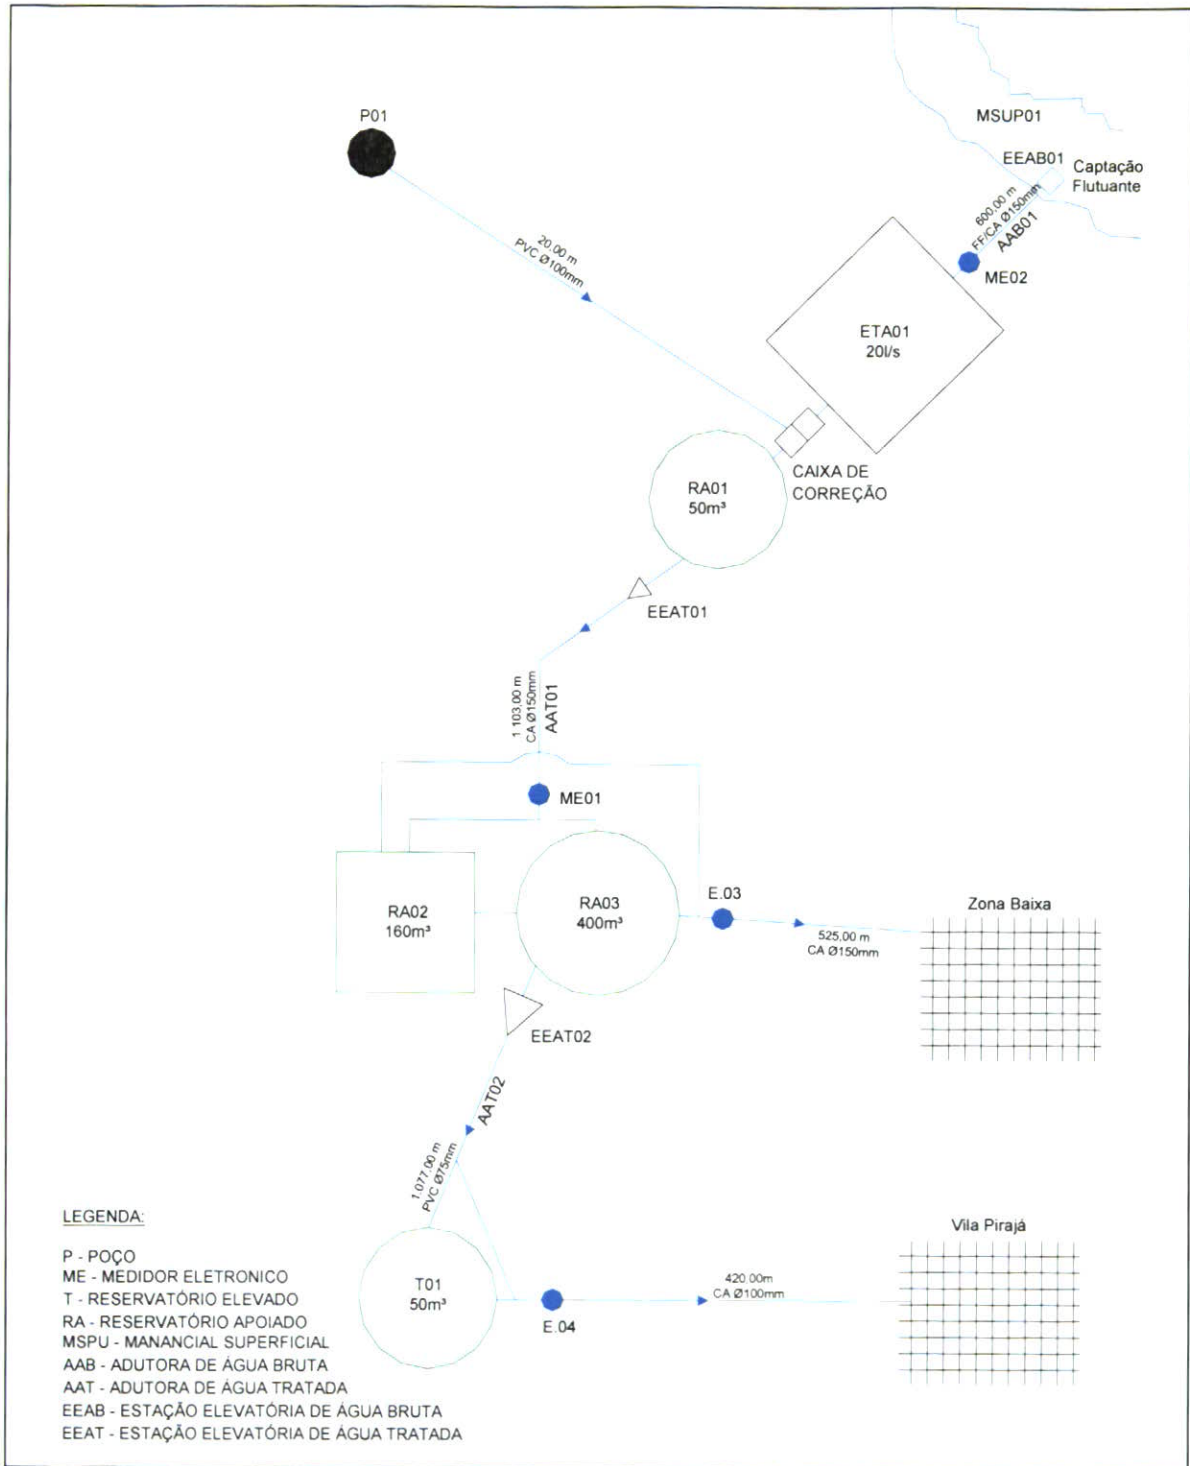 P01
MSUP01
EEAB01
Captação
Flutuante
600,00 m
FF/CA Ø150mm
AAB01
ME02
20,00 m
PVC Ø100mm
ETA01
20l/s
CAIXA DE
CORREÇÃO
RA01
50m³
EEAT01
1 103,00 m
CA Ø150mm
AAT01
ME01
RA02
160m³
RA03
400m³
E.03
525,00 m
CA Ø150mm
Zona Baixa
EEAT02
AAT02
1.077,00 m
PVC Ø75mm
T01
50m³
E.04
420,00m
CA Ø100mm
Vila Pirajá
LEGENDA:
P - POÇO
ME - MEDIDOR ELETRONICO
T - RESERVATÓRIO ELEVADO
RA - RESERVATÓRIO APOIADO
MSPU - MANANCIAL SUPERFICIAL
AAB - ADUTORA DE ÁGUA BRUTA
AAT - ADUTORA DE ÁGUA TRATADA
EEAB - ESTAÇÃO ELEVATÓRIA DE ÁGUA BRUTA
EEAT - ESTAÇÃO ELEVATÓRIA DE ÁGUA TRATADA